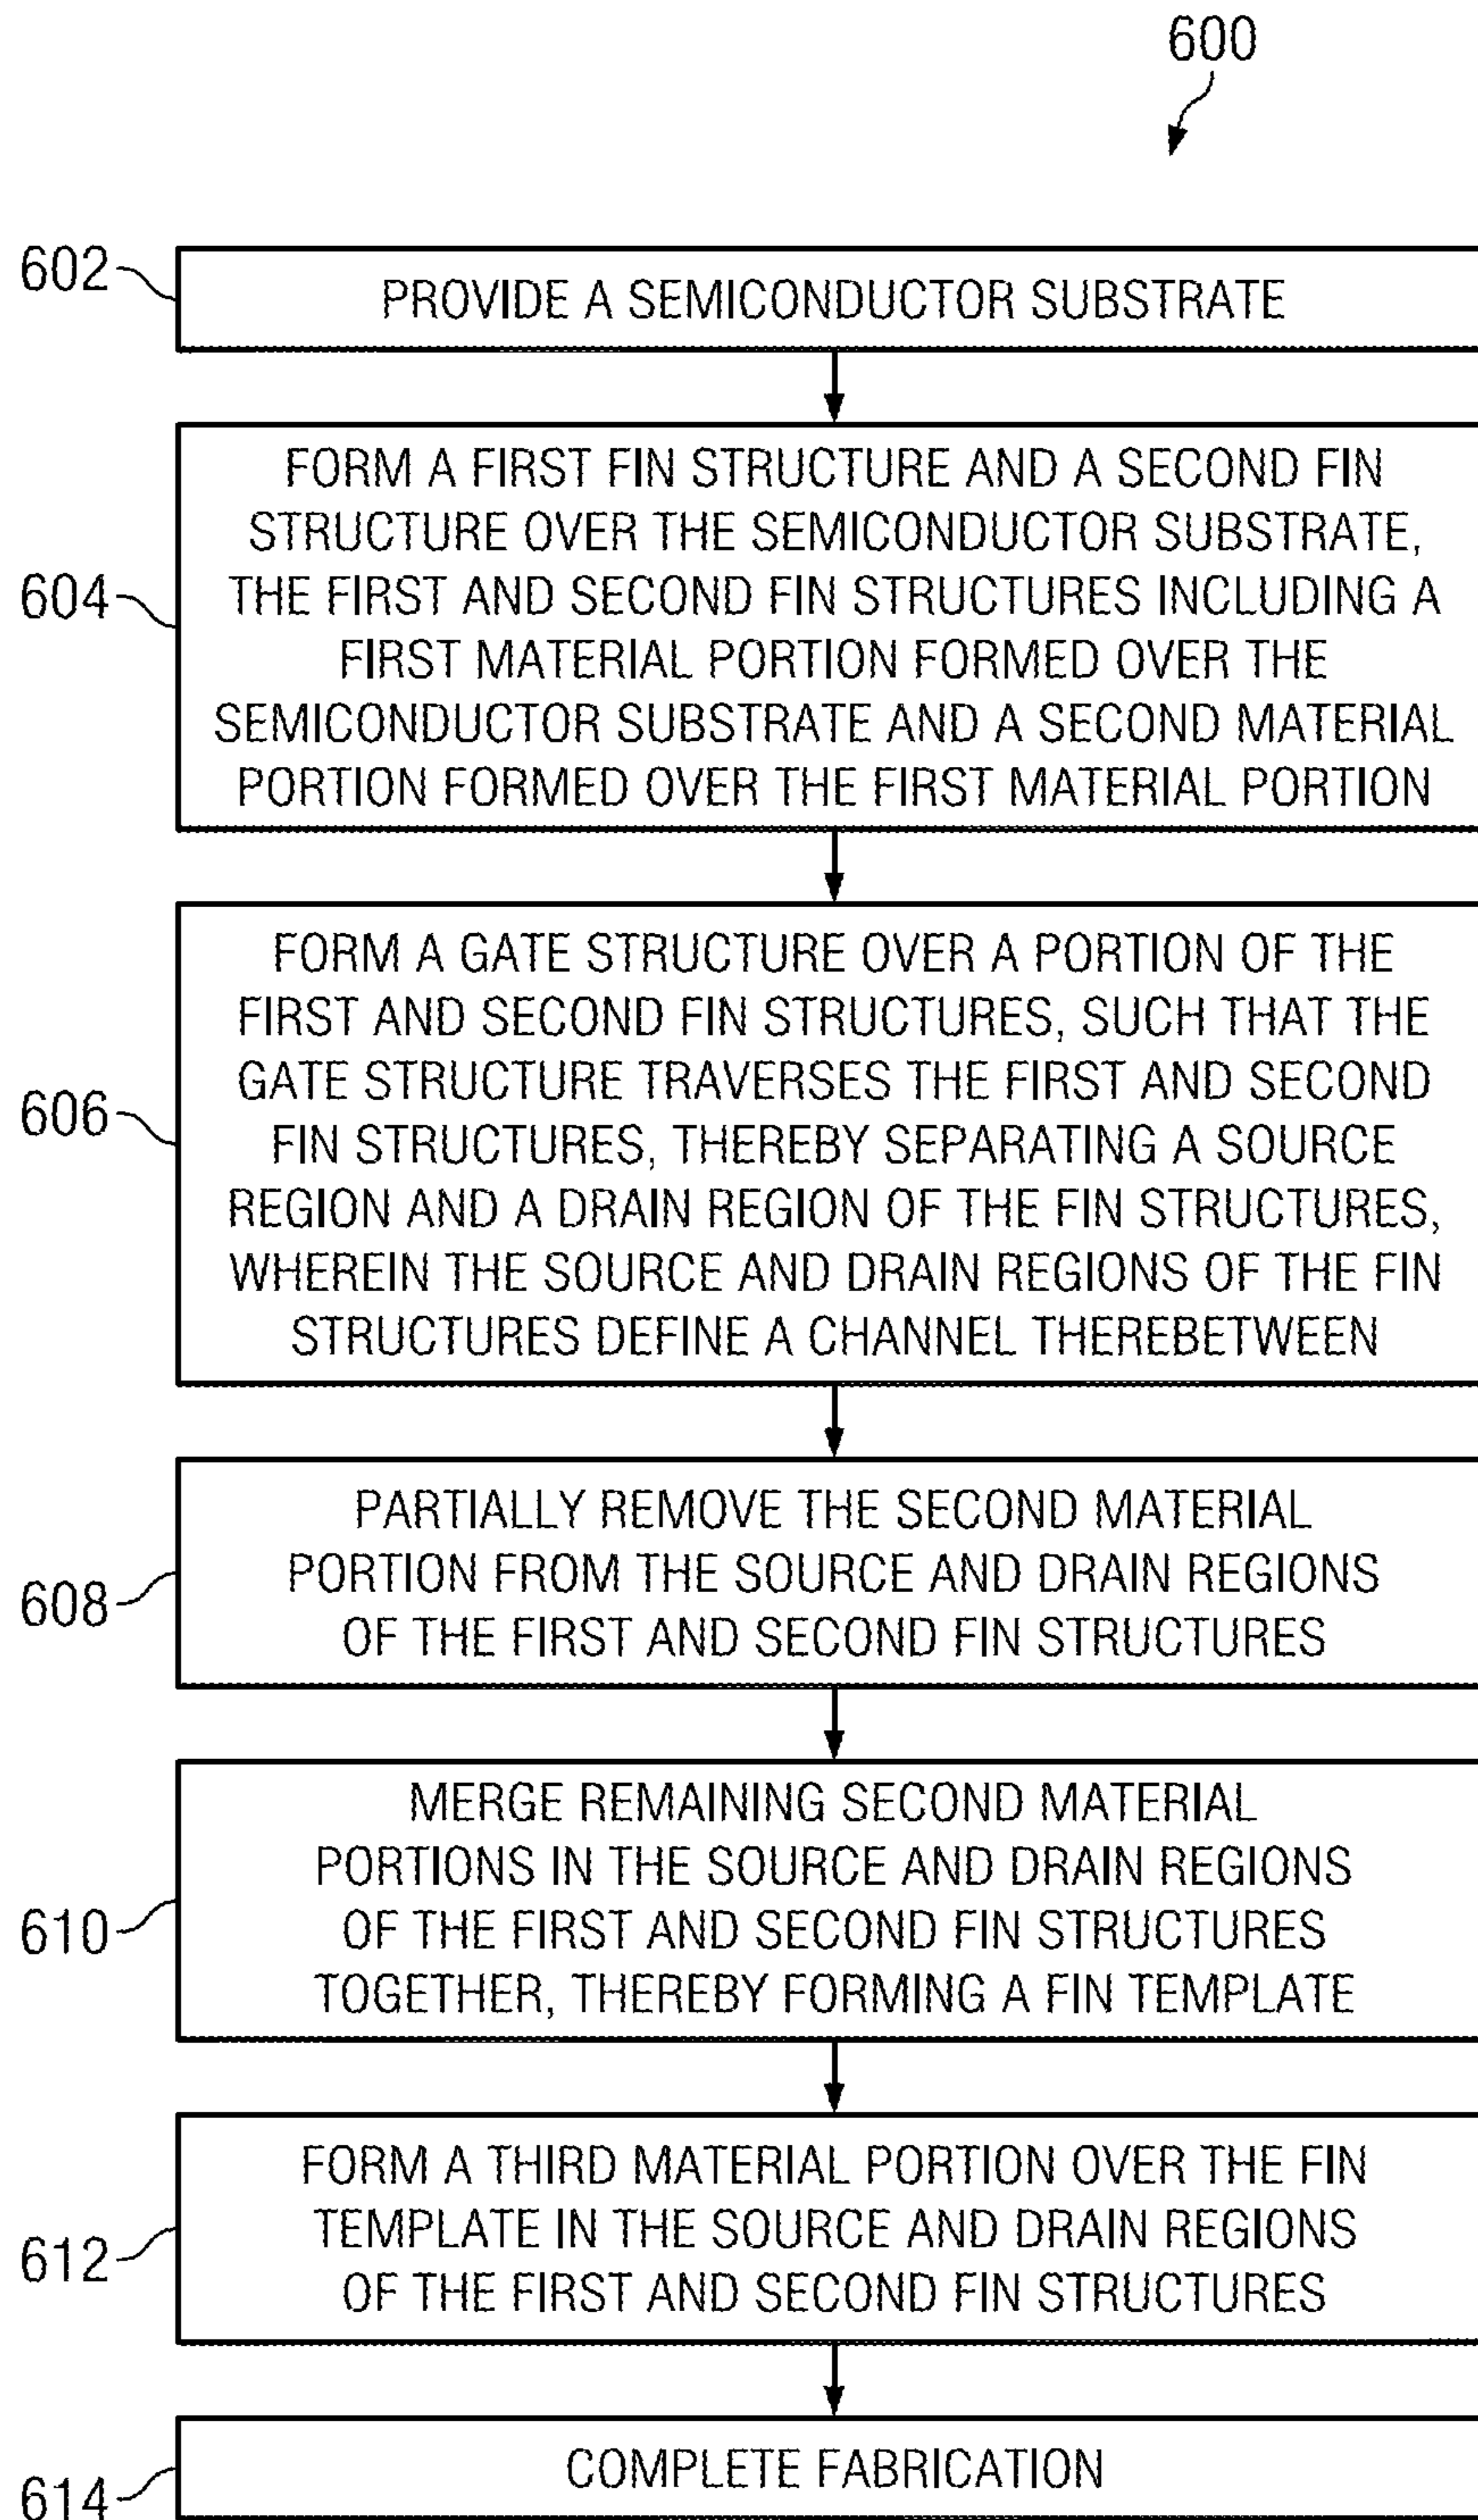 600
602
PROVIDE A SEMICONDUCTOR SUBSTRATE
604
FORM A FIRST FIN STRUCTURE AND A SECOND FIN
STRUCTURE OVER THE SEMICONDUCTOR SUBSTRATE,
THE FIRST AND SECOND FIN STRUCTURES INCLUDING A
FIRST MATERIAL PORTION FORMED OVER THE
SEMICONDUCTOR SUBSTRATE AND A SECOND MATERIAL
PORTION FORMED OVER THE FIRST MATERIAL PORTION
606
FORM A GATE STRUCTURE OVER A PORTION OF THE
FIRST AND SECOND FIN STRUCTURES, SUCH THAT THE
GATE STRUCTURE TRAVERSES THE FIRST AND SECOND
FIN STRUCTURES, THEREBY SEPARATING A SOURCE
REGION AND A DRAIN REGION OF THE FIN STRUCTURES,
WHEREIN THE SOURCE AND DRAIN REGIONS OF THE FIN
STRUCTURES DEFINE A CHANNEL THEREBETWEEN
608
PARTIALLY REMOVE THE SECOND MATERIAL
PORTION FROM THE SOURCE AND DRAIN REGIONS
OF THE FIRST AND SECOND FIN STRUCTURES
610
MERGE REMAINING SECOND MATERIAL
PORTIONS IN THE SOURCE AND DRAIN REGIONS
OF THE FIRST AND SECOND FIN STRUCTURES
TOGETHER, THEREBY FORMING A FIN TEMPLATE
612
FORM A THIRD MATERIAL PORTION OVER THE FIN
TEMPLATE IN THE SOURCE AND DRAIN REGIONS
OF THE FIRST AND SECOND FIN STRUCTURES
614
COMPLETE FABRICATION